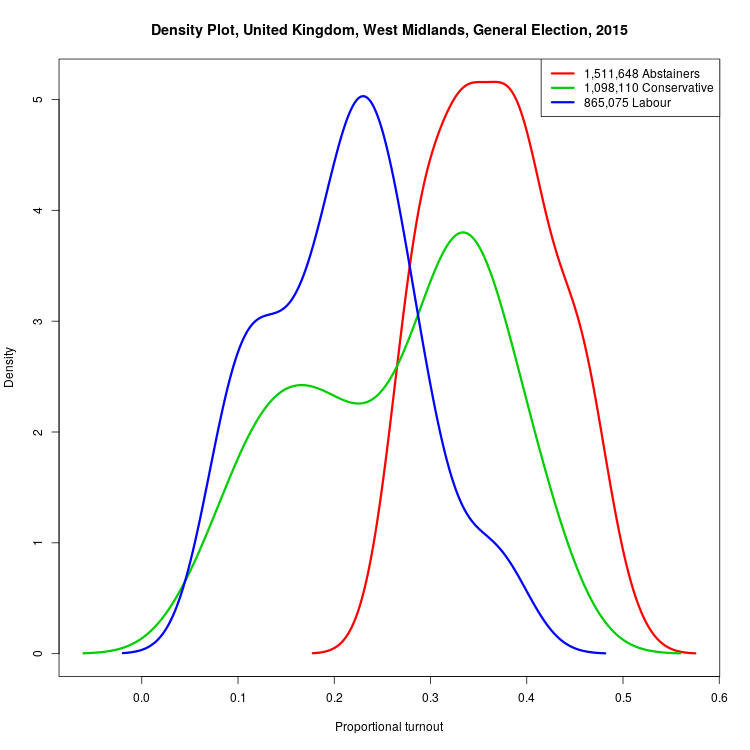 Density Plot, United Kingdom, West Midlands, General Election, 2015
1,511,648 Abstainers
1,098,110 Conservative
865,075 Labour
Density
5
4
3
2
1
0
0.0 0.1 0.2 0.3 0.4 0.5 0.6
Proportional turnout